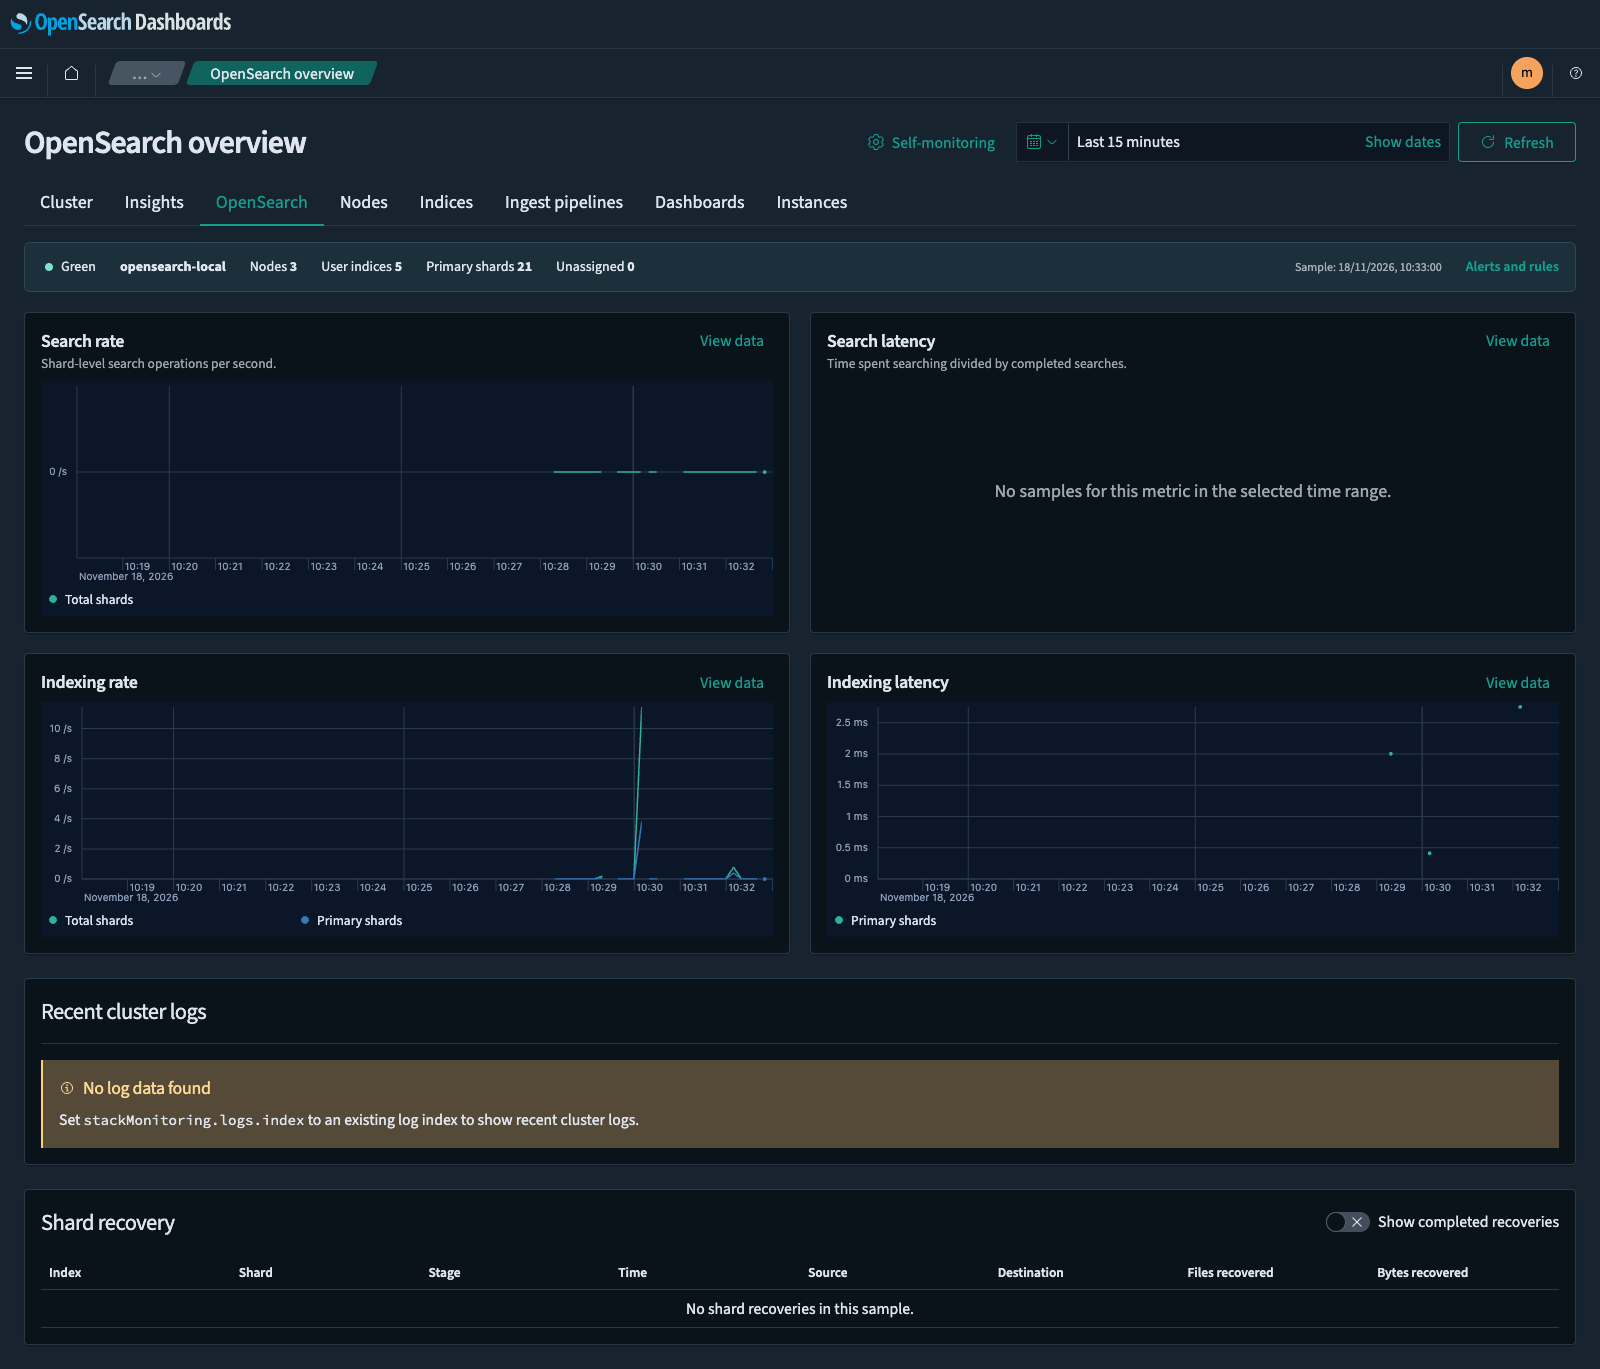 OpenSearch Dashboards
...
OpenSearch overview
m
OpenSearch overview
Self-monitoring
Last 15 minutes
Show dates
Refresh
Cluster
Insights
OpenSearch
Nodes
Indices
Ingest pipelines
Dashboards
Instances
Green
opensearch-local
Nodes 3
User indices 5
Primary shards 21
Unassigned 0
Sample: 18/11/2026, 10:33:00
Alerts and rules
Search rate
View data
Shard-level search operations per second.
0 /s
10:19 10:20 10:21 10:22 10:23 10:24 10:25 10:26 10:27 10:28 10:29 10:30 10:31 10:32
November 18, 2026
Total shards
Search latency
View data
Time spent searching divided by completed searches.
No samples for this metric in the selected time range.
Indexing rate
View data
10 /s
8 /s
6 /s
4 /s
2 /s
0 /s
10:19 10:20 10:21 10:22 10:23 10:24 10:25 10:26 10:27 10:28 10:29 10:30 10:31 10:32
November 18, 2026
Total shards
Primary shards
Indexing latency
View data
2.5 ms
2 ms
1.5 ms
1 ms
0.5 ms
0 ms
10:19 10:20 10:21 10:22 10:23 10:24 10:25 10:26 10:27 10:28 10:29 10:30 10:31 10:32
November 18, 2026
Primary shards
Recent cluster logs
No log data found
Set stackMonitoring.logs.index to an existing log index to show recent cluster logs.
Shard recovery
Show completed recoveries
Index
Shard
Stage
Time
Source
Destination
Files recovered
Bytes recovered
No shard recoveries in this sample.